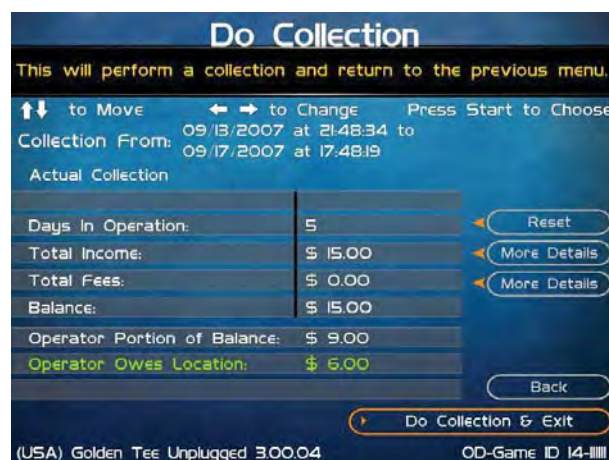 Do Collection
This will perform a collection and return to the previous menu.
to Move to Change Press Start to Choose
Collection From: 09/13/2007 at 21:48:34 to
09/17/2007 at 17:48:19
Actual Collection
Days In Operation: 5 Reset
Total Income: $ 15.00 More Details
Total Fees: $ 0.00 More Details
Balance: $ 15.00
Operator Portion of Balance: $ 9.00
Operator Owes Location: $ 6.00
Back
Do Collection & Exit
(USA) Golden Tee Unplugged 3.00.04 OD-Game ID 14-